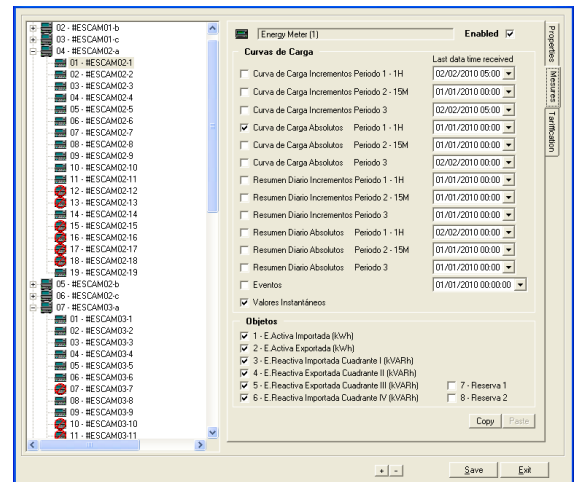 02 - #ESCAM01-b
03 - #ESCAM01-c
04 - #ESCAM02-a
01 - #ESCAM02-1
02 - #ESCAM02-2
03 - #ESCAM02-3
04 - #ESCAM02-4
05 - #ESCAM02-5
06 - #ESCAM02-6
07 - #ESCAM02-7
08 - #ESCAM02-8
09 - #ESCAM02-9
10 - #ESCAM02-10
11 - #ESCAM02-11
12 - #ESCAM02-12
13 - #ESCAM02-13
14 - #ESCAM02-14
15 - #ESCAM02-15
16 - #ESCAM02-16
17 - #ESCAM02-17
18 - #ESCAM02-18
19 - #ESCAM02-19
05 - #ESCAM02-b
06 - #ESCAM02-c
07 - #ESCAM03-a
01 - #ESCAM03-1
02 - #ESCAM03-2
03 - #ESCAM03-3
04 - #ESCAM03-4
05 - #ESCAM03-5
06 - #ESCAM03-6
07 - #ESCAM03-7
08 - #ESCAM03-8
09 - #ESCAM03-9
10 - #ESCAM03-10
11 - #ESCAM03-11
Energy Meter (1) Enabled
Curvas de Carga
Last data time received
Curva de Carga Incrementos Periodo 1 - 1H 02/02/2010 05:00
Curva de Carga Incrementos Periodo 2 - 15M 01/01/2010 00:00
Curva de Carga Incrementos Periodo 3 02/02/2010 05:00
Curva de Carga Absolutos Periodo 1 - 1H 01/01/2010 00:00
Curva de Carga Absolutos Periodo 2 - 15M 01/01/2010 00:00
Curva de Carga Absolutos Periodo 3 02/02/2010 00:00
Resumen Diario Incrementos Periodo 1 - 1H 01/01/2010 00:00
Resumen Diario Incrementos Periodo 2 - 15M 01/01/2010 00:00
Resumen Diario Incrementos Periodo 3 01/01/2010 00:00
Resumen Diario Absolutos Periodo 1 - 1H 02/02/2010 00:00
Resumen Diario Absolutos Periodo 2 - 15M 01/01/2010 00:00
Resumen Diario Absolutos Periodo 3 01/01/2010 00:00
Eventos 01/01/2010 00:00:00
Valores Instantáneos
Objetos
1 - E.Activa Importada (kWh)
2 - E.Activa Exportada (kWh)
3 - E.Reactiva Importada Cuadrante I (kVARh)
4 - E.Reactiva Exportada Cuadrante II (kVARh)
5 - E.Reactiva Exportada Cuadrante III (kVARh) 7 - Reserva 1
6 - E.Reactiva Importada Cuadrante IV (kVARh) 8 - Reserva 2
Copy Paste
Properties
Mesures
Tariffication
+ -
Save Exit